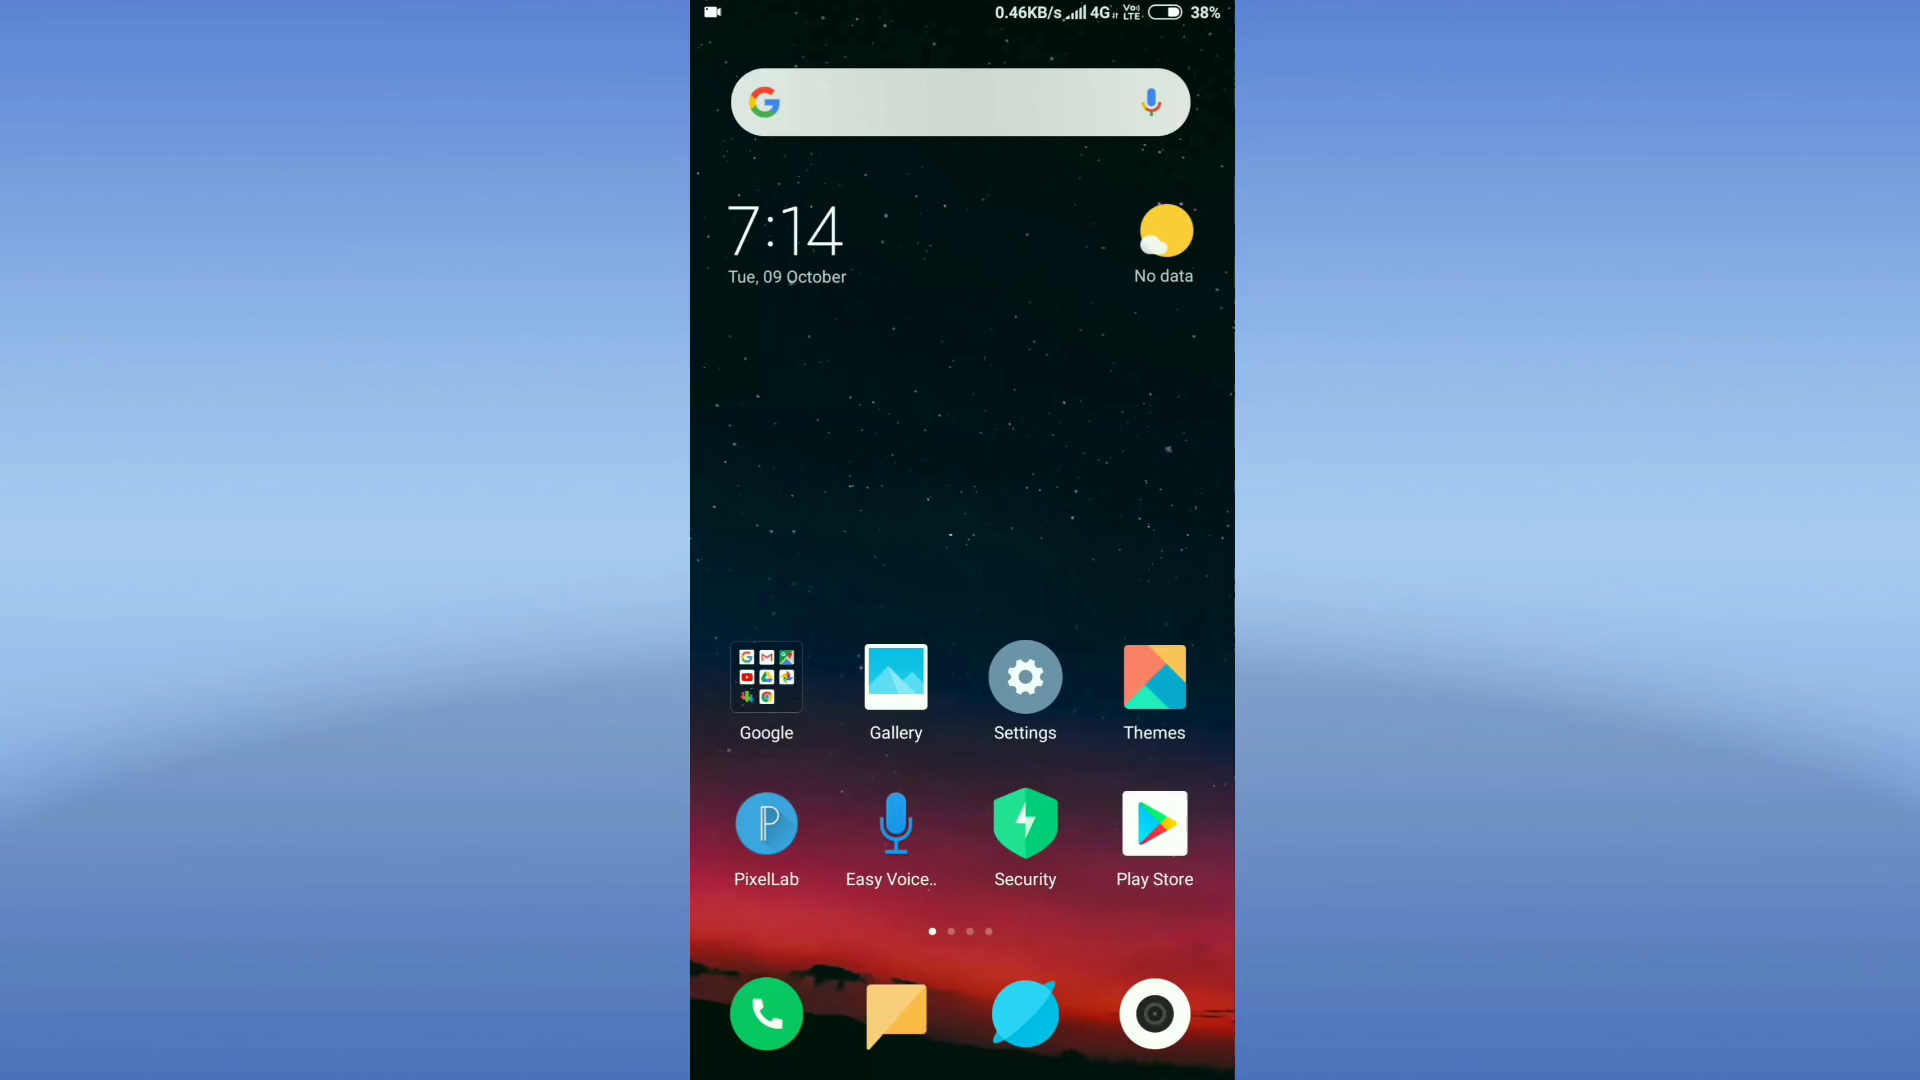 0.46KB/s 4G VoLTE 38%
7:14
Tue, 09 October
No data
Google Gallery Settings Themes
PixelLab Easy Voice.. Security Play Store